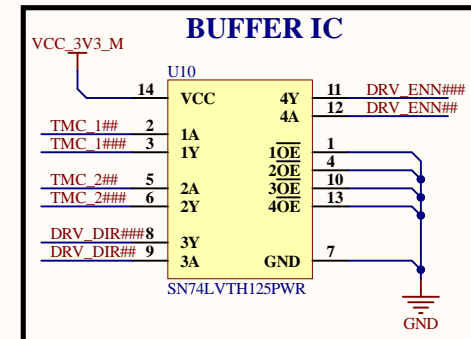 BUFFER IC
VCC_3V3_M
U10
14 VCC 4Y 11 DRV_ENN###
4A 12 DRV_ENN##
TMC_1## 2 1A
TMC_1### 3 1Y 1OE 1
2OE 4
TMC_2## 5 2A 3OE 10
TMC_2### 6 2Y 4OE 13
DRV_DIR### 8 3Y
DRV_DIR## 9 3A GND 7
SN74LVTH125PWR
GND